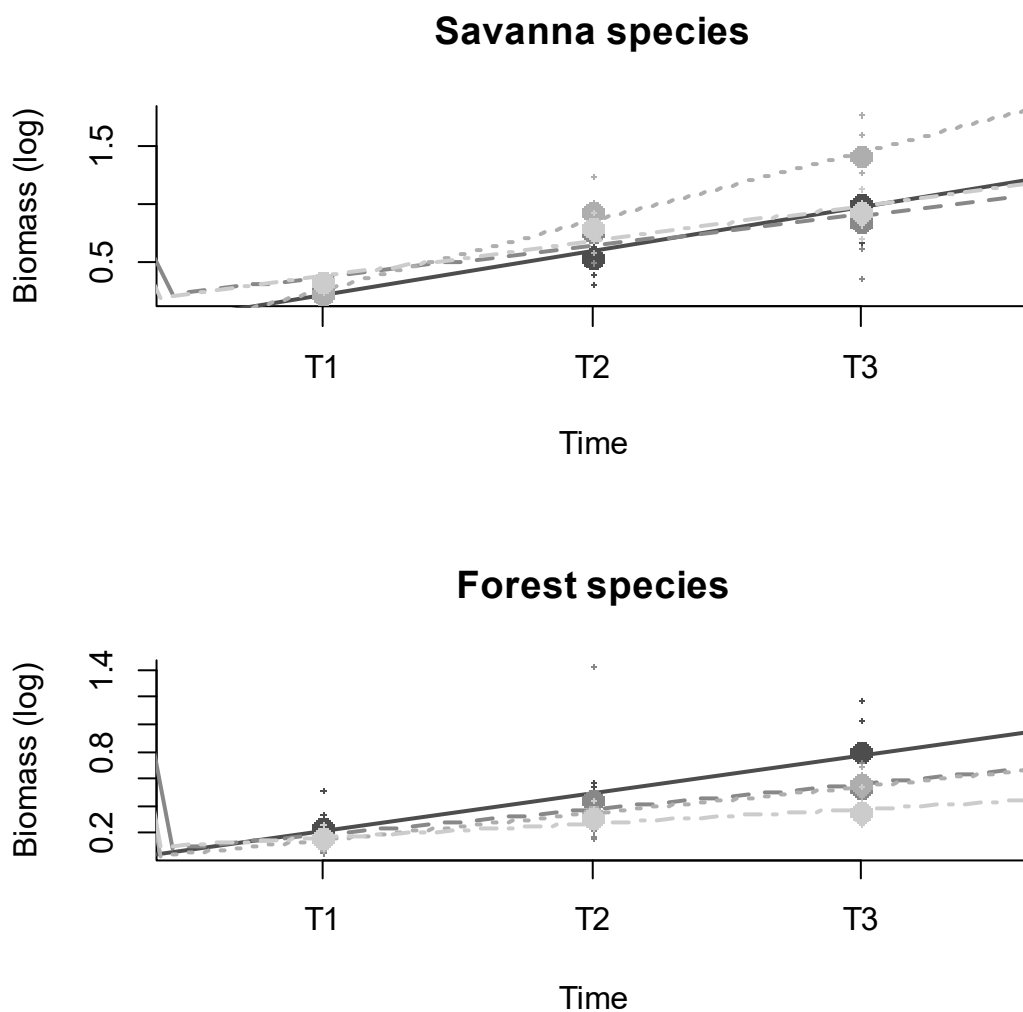 Savanna species
Biomass (log)
1.5
0.5
T1 T2 T3
Time
Forest species
Biomass (log)
1.4
0.8
0.2
T1 T2 T3
Time